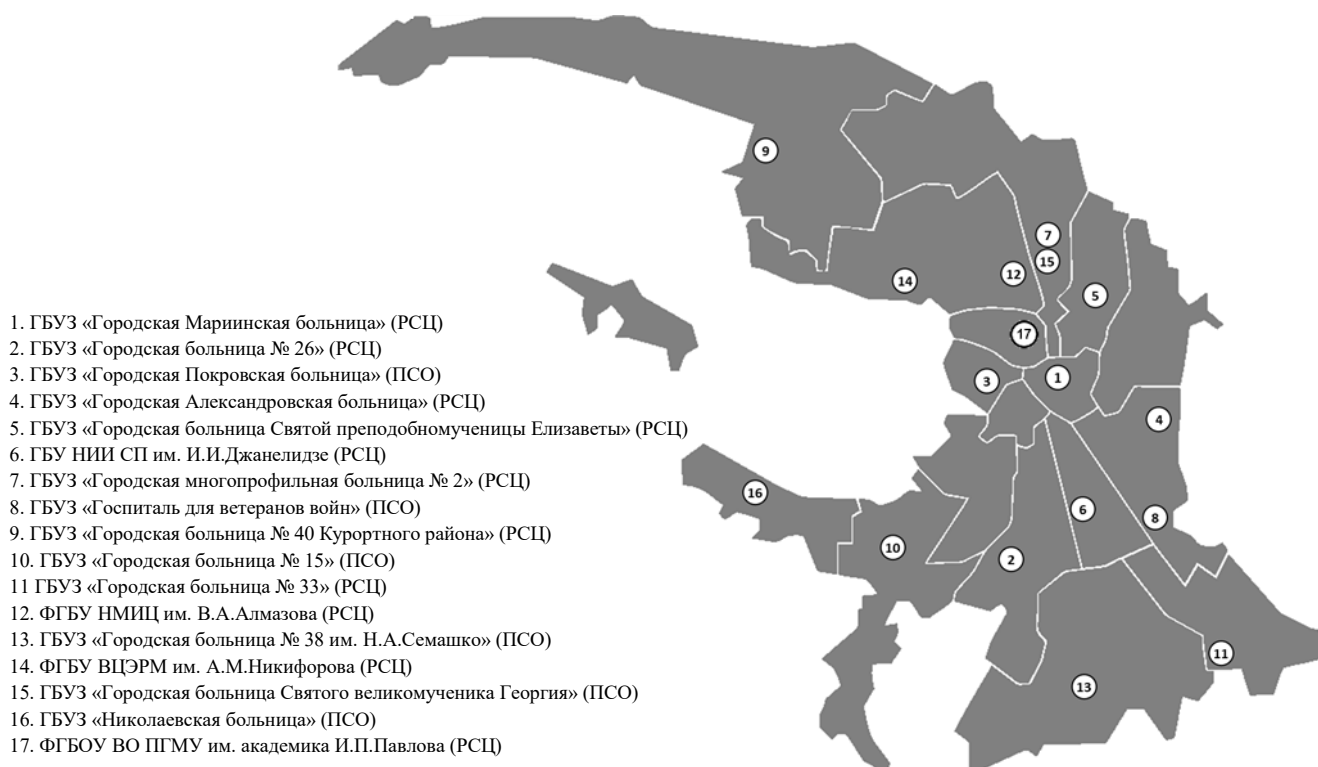 1. ГБУЗ «Городская Мариинская больница» (РСЦ)
2. ГБУЗ «Городская больница № 26» (РСЦ)
3. ГБУЗ «Городская Покровская больница» (ПСО)
4. ГБУЗ «Городская Александровская больница» (РСЦ)
5. ГБУЗ «Городская больница Святой преподобномученицы Елизаветы» (РСЦ)
6. ГБУ НИИ СП им. И.И.Джанелидзе (РСЦ)
7. ГБУЗ «Городская многопрофильная больница № 2» (РСЦ)
8. ГБУЗ «Госпиталь для ветеранов войн» (ПСО)
9. ГБУЗ «Городская больница № 40 Курортного района» (РСЦ)
10. ГБУЗ «Городская больница № 15» (ПСО)
11 ГБУЗ «Городская больница № 33» (РСЦ)
12. ФГБУ НМИЦ им. В.А.Алмазова (РСЦ)
13. ГБУЗ «Городская больница № 38 им. Н.А.Семашко» (ПСО)
14. ФГБУ ВЦЭРМ им. А.М.Никифорова (РСЦ)
15. ГБУЗ «Городская больница Святого великомученика Георгия» (ПСО)
16. ГБУЗ «Николаевская больница» (ПСО)
17. ФГБОУ ВО ПГМУ им. академика И.П.Павлова (РСЦ)
9
7
15
12
14
5
17
1
3
4
16
6
8
10
2
11
13